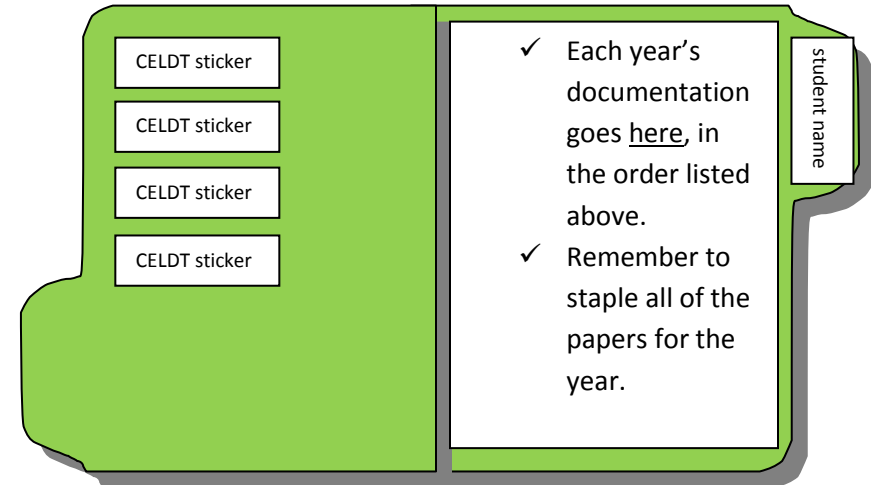 CELDT sticker
CELDT sticker
CELDT sticker
CELDT sticker
✓ Each year’s
documentation
goes here, in
the order listed
above.
✓ Remember to
staple all of the
papers for the
year.
student name